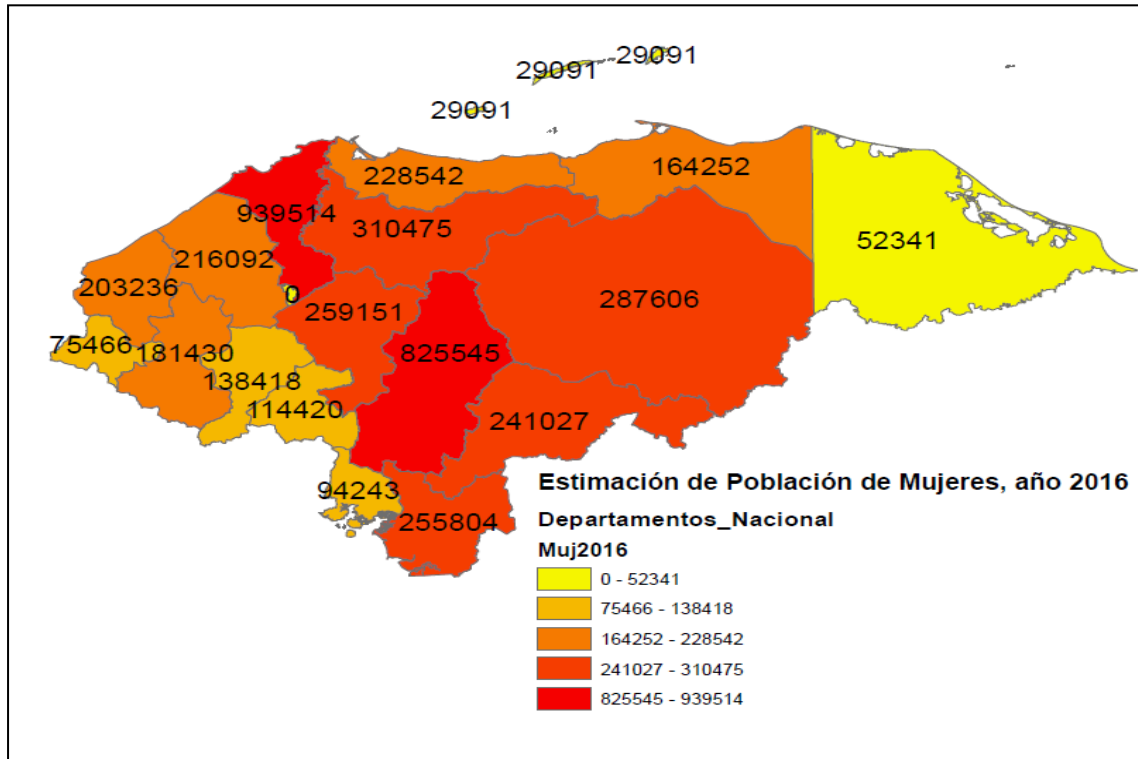 29091
29091
29091
164252
228542
939514
310475
52341
216092
203236
0
259151
287606
75466
181430
825545
138418
114420
241027
94243
255804
Estimación de Población de Mujeres, año 2016
Departamentos_Nacional
Muj2016
0 - 52341
75466 - 138418
164252 - 228542
241027 - 310475
825545 - 939514